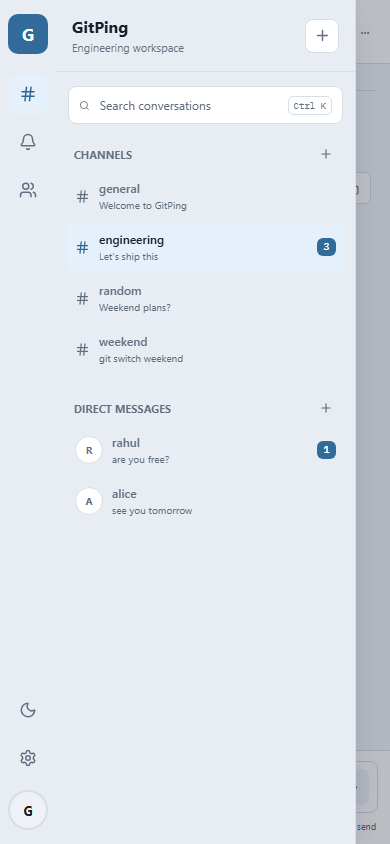 G
GitPing
Engineering workspace
Search conversations
Ctrl K
CHANNELS
general
Welcome to GitPing
engineering
Let's ship this
3
random
Weekend plans?
weekend
git switch weekend
DIRECT MESSAGES
R
rahul
are you free?
1
A
alice
see you tomorrow
G
send